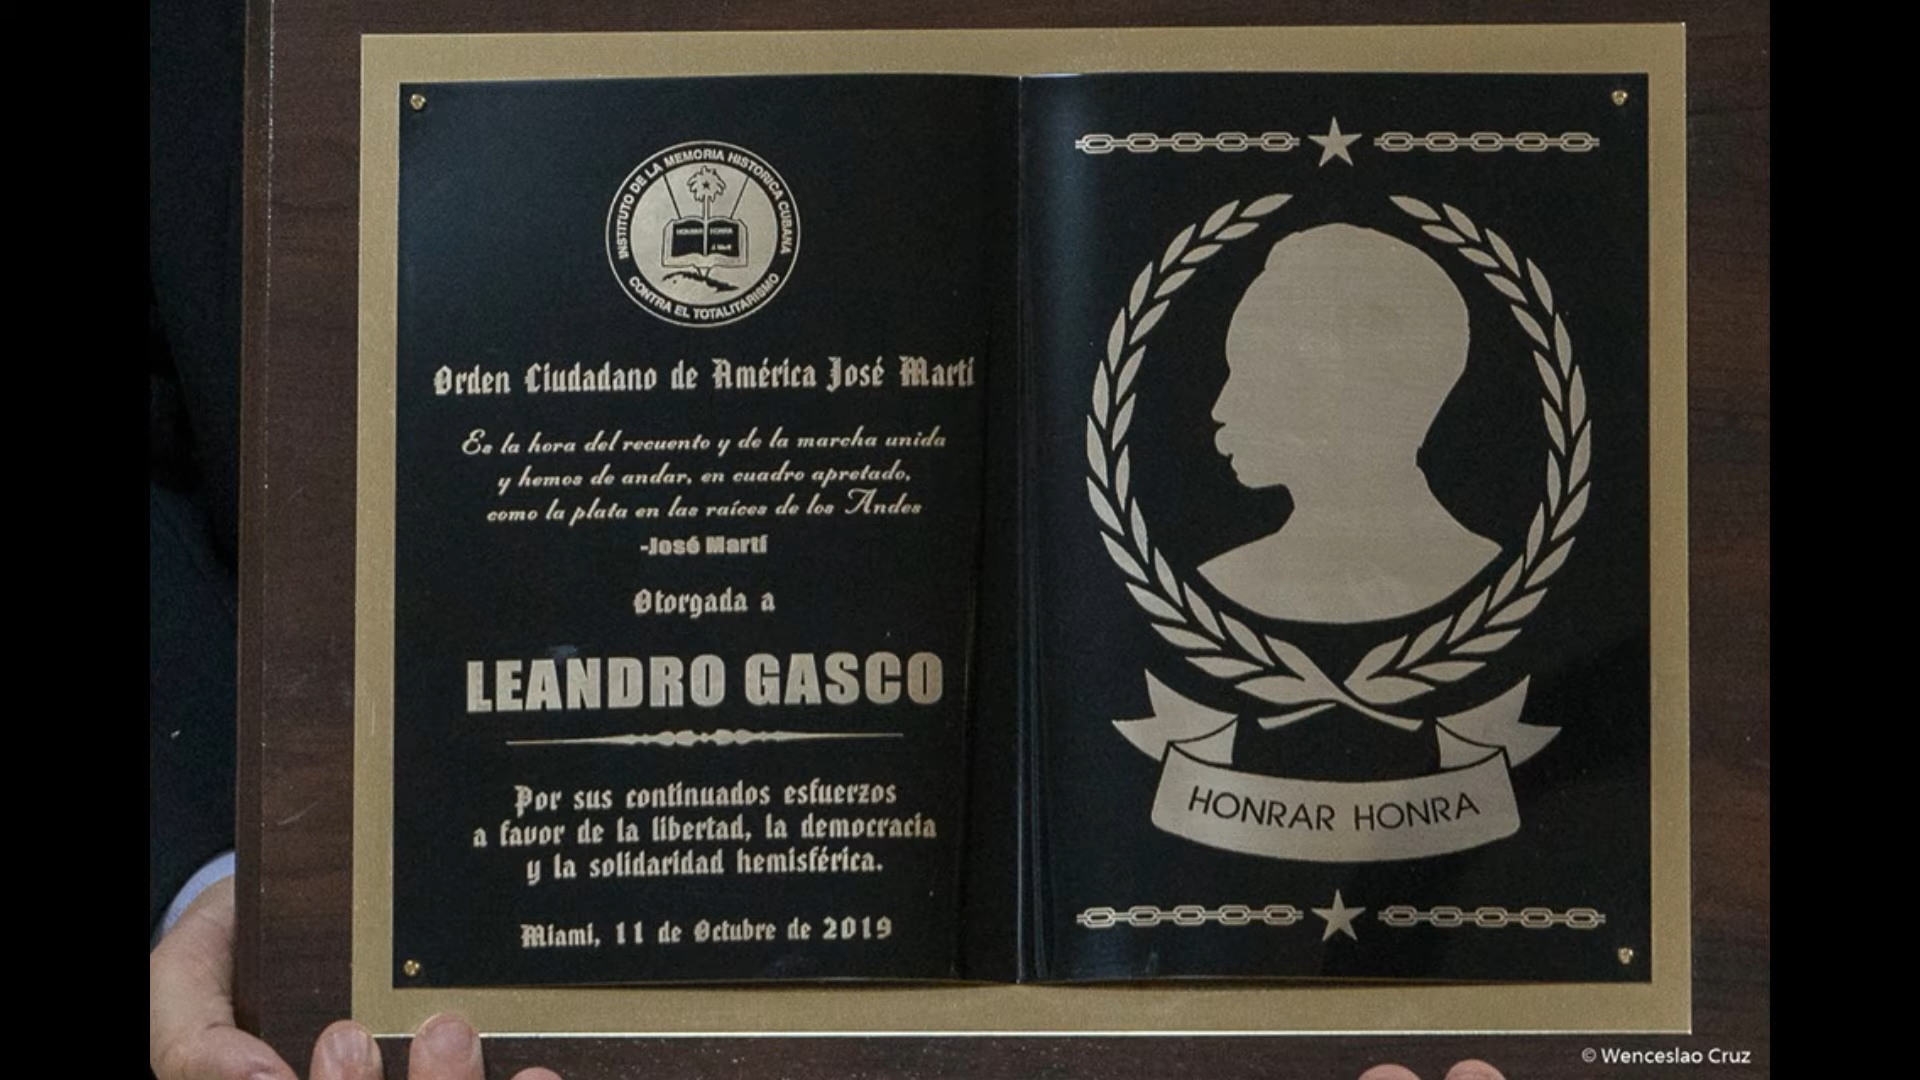 INSTITUTO DE LA MEMORIA HISTORICA CUBANA
HONRAR HONRA
J. Martí
CONTRA EL TOTALITARISMO
Orden Ciudadano de América José Martí
Es la hora del recuento y de la marcha unida
y hemos de andar, en cuadro apretado,
como la plata en las raíces de los Andes
-José Martí
Otorgada a
LEANDRO GASCO
Por sus continuados esfuerzos
a favor de la libertad, la democracia
y la solidaridad hemisférica.
Miami, 11 de Octubre de 2019
HONRAR HONRA
© Wenceslao Cruz